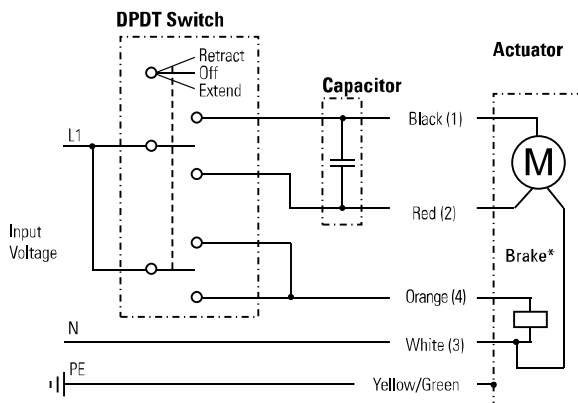 DPDT Switch
Actuator
Retract
Off
Extend
Capacitor
L1
Black (1)
M
Input
Voltage
Red (2)
Brake*
Orange (4)
N
White (3)
PE
Yellow/Green